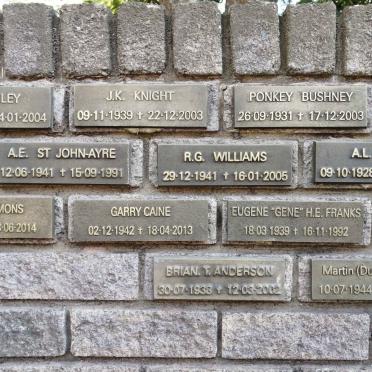 LEY
4-01-2004
J.K. KNIGHT
09-11-1939 ✝ 22-12-2003
PONKEY BUSHNEY
26-09-1931 ✝ 17-12-2003
A.E. ST JOHN-AYRE
12-06-1941 ✝ 15-09-1991
R.G. WILLIAMS
29-12-1941 ✝ 16-01-2005
A.L.
09-10-1928
MONS
-06-2014
GARRY CAINE
02-12-1942 ✝ 18-04-2013
EUGENE "GENE" H.E. FRANKS
18-03-1939 ✝ 16-11-1992
BRIAN. T. ANDERSON
30-07-1938 ✝ 12-03-2002
Martin (Du
10-07-1944